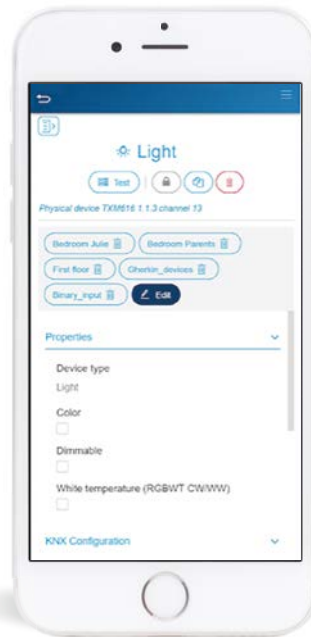 Light
Test
Physical device TXM616 1.1.3 channel 13
Bedroom Julie
Bedroom Parents
First floor
Gherkin_devices
Binary_input
Edit
Properties
Device type
Light
Color
Dimmable
White temperature (RGBWT CW/WW)
KNX Configuration